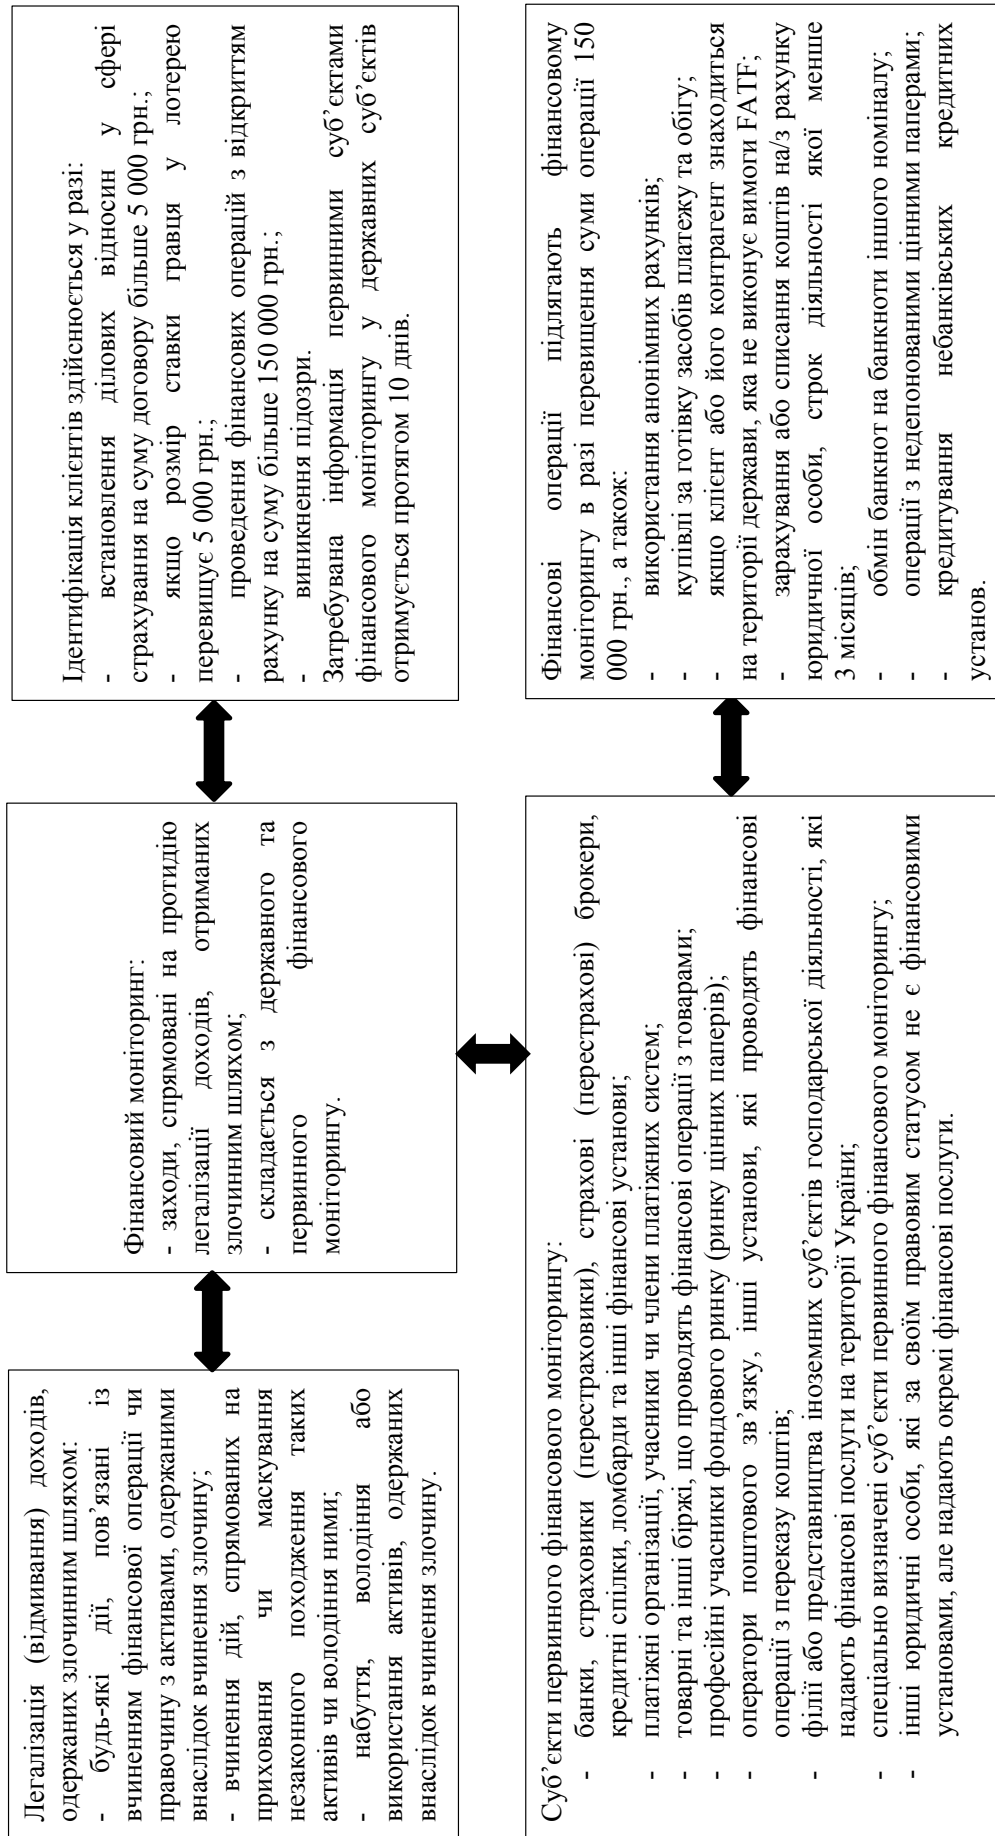 Легалізація (відмивання) доходів,
одержаних злочинним шляхом:
- будь-які дії, пов’язані із
вчиненням фінансової операції чи
правочину з активами, одержаними
внаслідок вчинення злочину;
- вчинення дій, спрямованих на
приховання чи маскування
незаконного походження таких
активів чи володіння ними;
- набуття, володіння або
використання активів, одержаних
внаслідок вчинення злочину.
Фінансовий моніторинг:
- заходи, спрямовані на протидію
легалізації доходів, отриманих
злочинним шляхом;
- складається з державного та
первинного фінансового
моніторингу.
Ідентифікація клієнтів здійснюється у разі:
- встановлення ділових відносин у сфері
страхування на суму договору більше 5 000 грн.;
- якщо розмір ставки гравця у лотерею
перевищує 5 000 грн.;
- проведення фінансових операцій з відкриттям
рахунку на суму більше 150 000 грн.;
- виникнення підозри.
Затребувана інформація первинними суб’єктами
фінансового моніторингу у державних суб’єктів
отримується протягом 10 днів.
Суб’єкти первинного фінансового моніторингу:
- банки, страховики (перестраховики), страхові (перестрахові) брокери,
кредитні спілки, ломбарди та інші фінансові установи;
- платіжні організації, учасники чи члени платіжних систем;
- товарні та інші біржі, що проводять фінансові операції з товарами;
- професійні учасники фондового ринку (ринку цінних паперів);
- оператори поштового зв’язку, інші установи, які проводять фінансові
операції з переказу коштів;
- філії або представництва іноземних суб’єктів господарської діяльності, які
надають фінансові послуги на території України;
- спеціально визначені суб’єкти первинного фінансового моніторингу;
- інші юридичні особи, які за своїм правовим статусом не є фінансовими
установами, але надають окремі фінансові послуги.
Фінансові операції підлягають фінансовому
моніторингу в разі перевищення суми операції 150
000 грн., а також:
- використання анонімних рахунків;
- купівлі за готівку засобів платежу та обігу;
- якщо клієнт або його контрагент знаходиться
на території держави, яка не виконує вимоги FATF;
- зарахування або списання коштів на/з рахунку
юридичної особи, строк діяльності якої менше
3 місяців;
- обмін банкнот на банкноти іншого номіналу;
- операції з недепонованими цінними паперами;
- кредитування небанківських кредитних
установ.